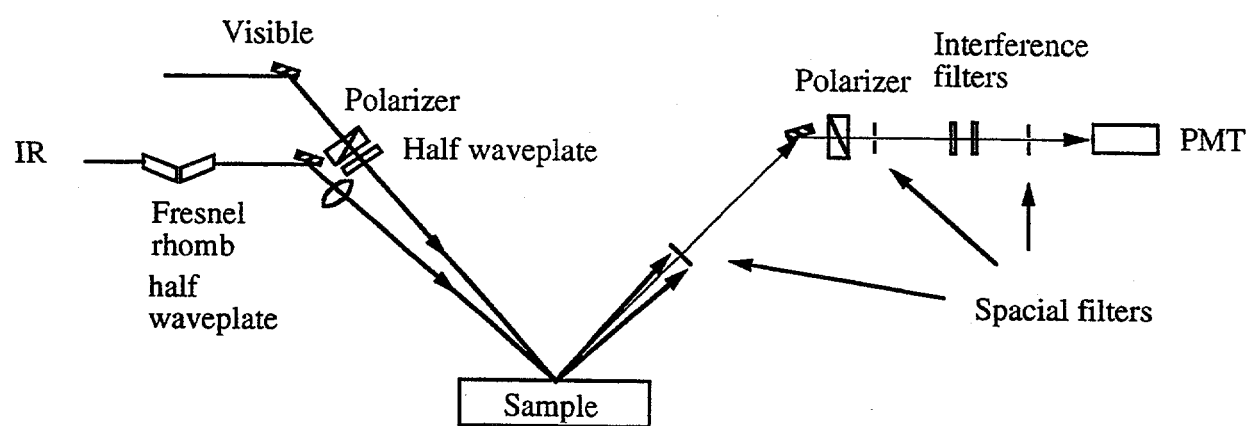 Visible
Polarizer
Half waveplate
IR
Fresnel
rhomb
half
waveplate
Interference
filters
Polarizer
PMT
Spacial filters
Sample